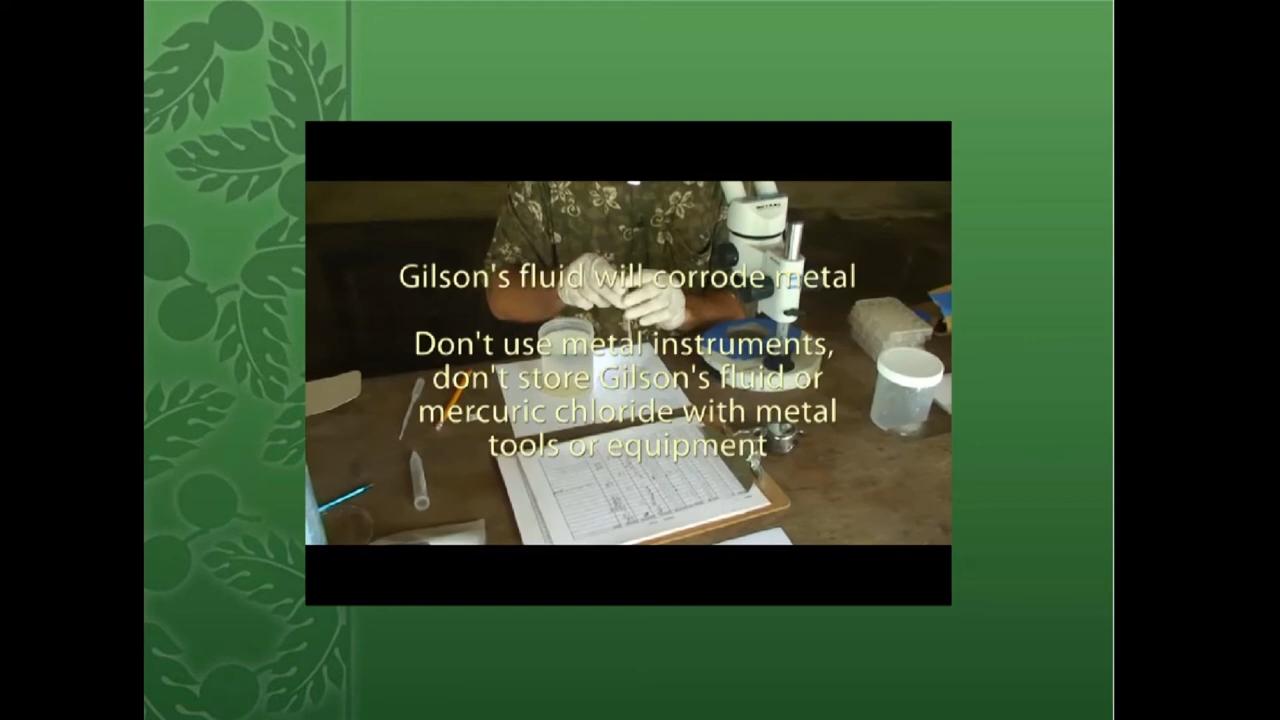 Gilson's fluid will corrode metal
Don't use metal instruments,
don't store Gilson's fluid or
mercuric chloride with metal
tools or equipment